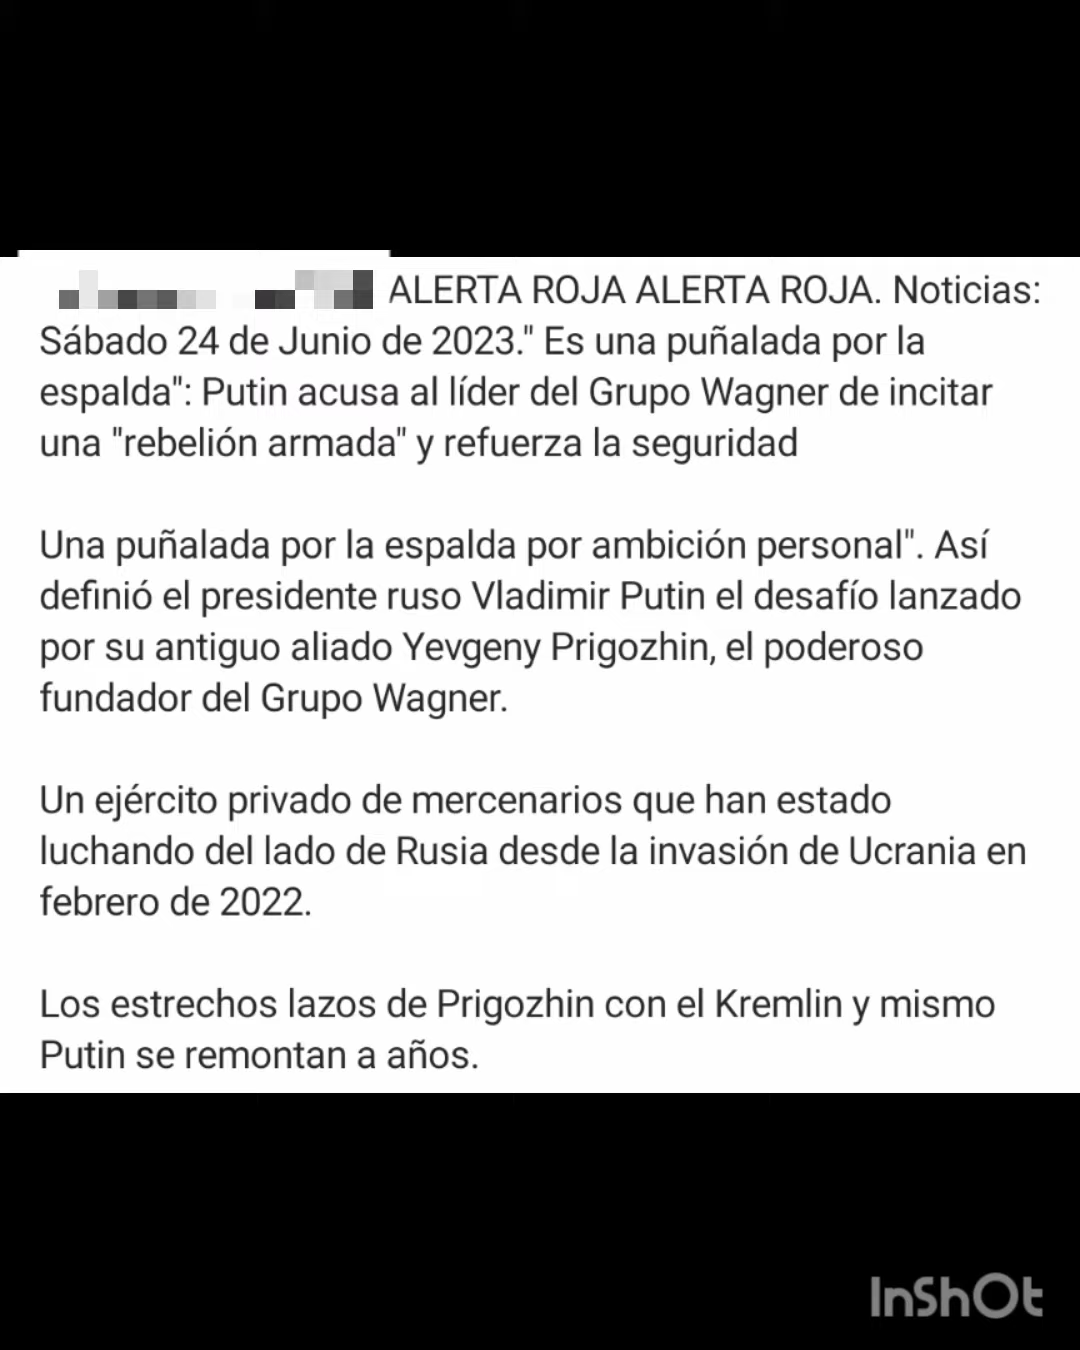 ALERTA ROJA ALERTA ROJA. Noticias:
Sábado 24 de Junio de 2023." Es una puñalada por la
espalda": Putin acusa al líder del Grupo Wagner de incitar
una "rebelión armada" y refuerza la seguridad
Una puñalada por la espalda por ambición personal". Así
definió el presidente ruso Vladimir Putin el desafío lanzado
por su antiguo aliado Yevgeny Prigozhin, el poderoso
fundador del Grupo Wagner.
Un ejército privado de mercenarios que han estado
luchando del lado de Rusia desde la invasión de Ucrania en
febrero de 2022.
Los estrechos lazos de Prigozhin con el Kremlin y mismo
Putin se remontan a años.
InShOt